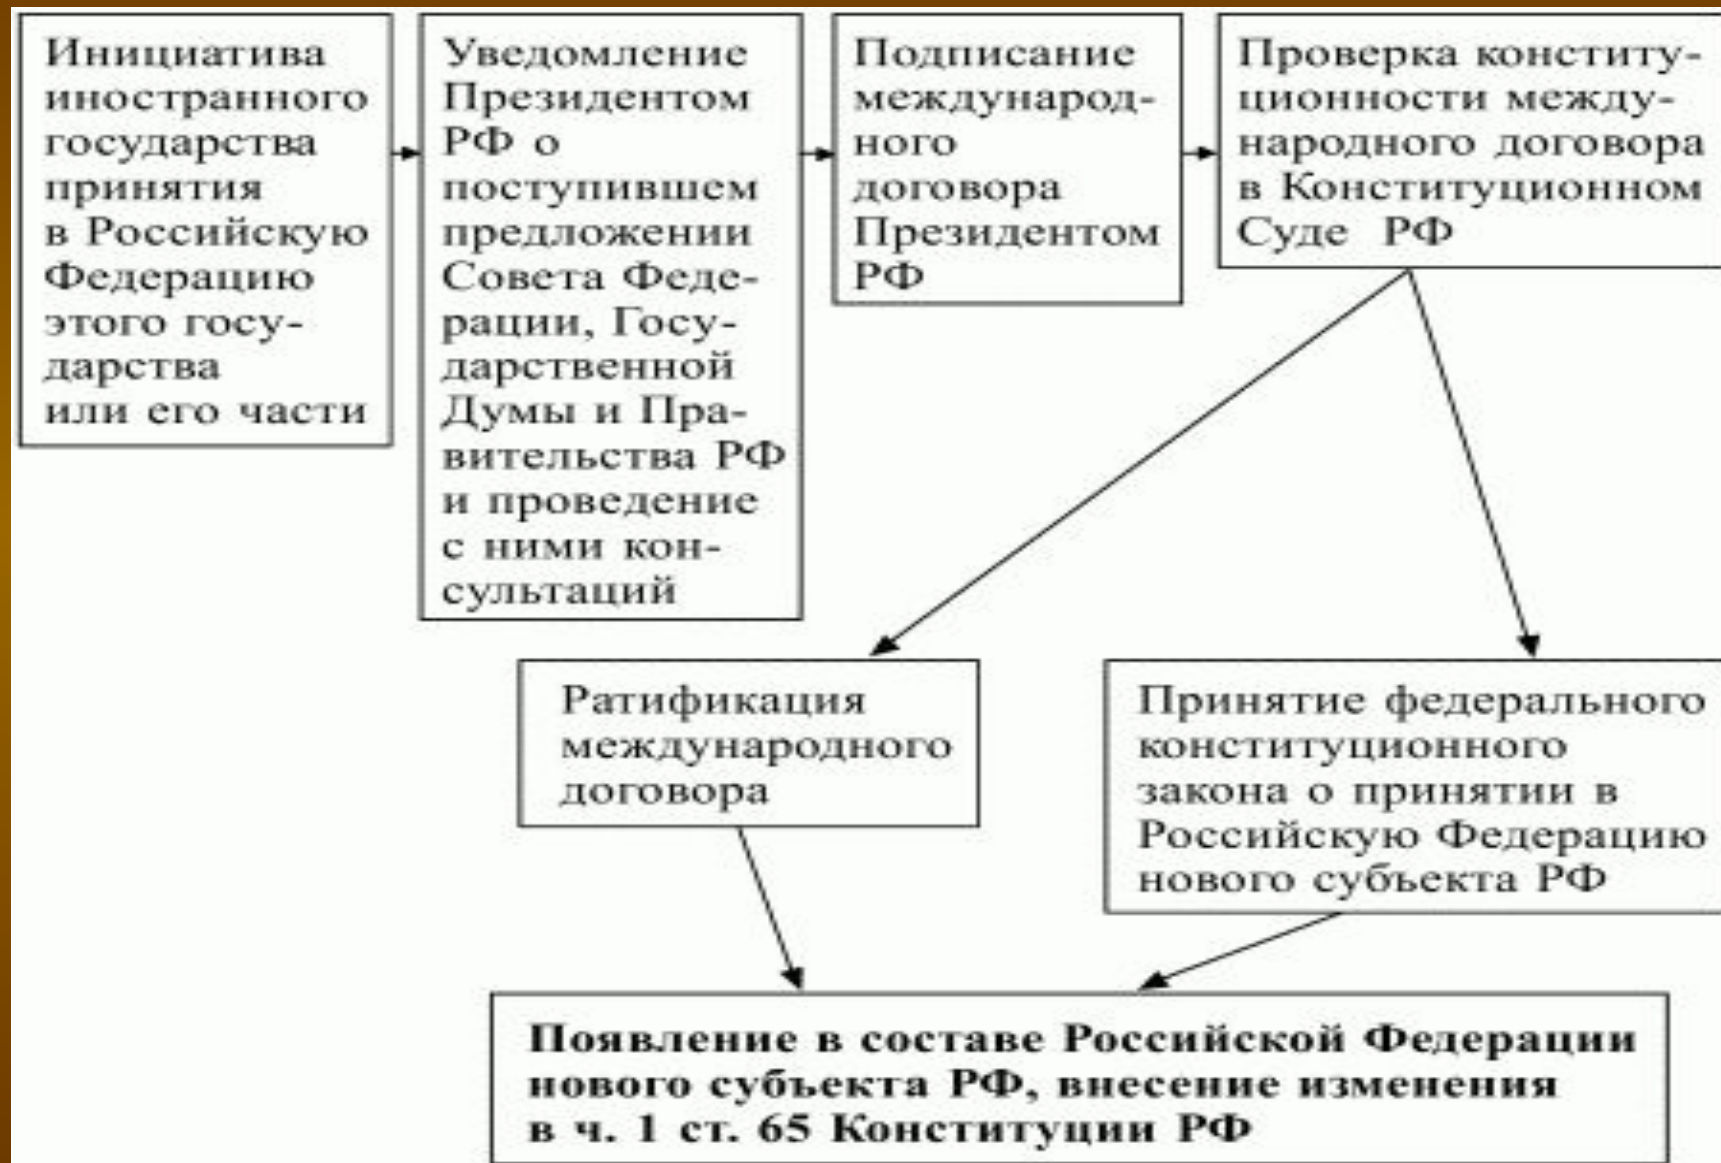 Инициатива
иностранного
государства
принятия
в Российскую
Федерацию
этого госу-
дарства
или его части
Уведомление
Президентом
РФ о
поступившем
предложении
Совета Феде-
рации, Госу-
дарственной
Думы и Пра-
вительства РФ
и проведение
с ними кон-
сультаций
Подписание
международ-
ного
договора
Президентом
РФ
Проверка конститу-
ционности между-
народного договора
в Конституционном
Суде РФ
Ратификация
международного
договора
Принятие федерального
конституционного
закона о принятии в
Российскую Федерацию
нового субъекта РФ
Появление в составе Российской Федерации
нового субъекта РФ, внесение изменения
в ч. 1 ст. 65 Конституции РФ